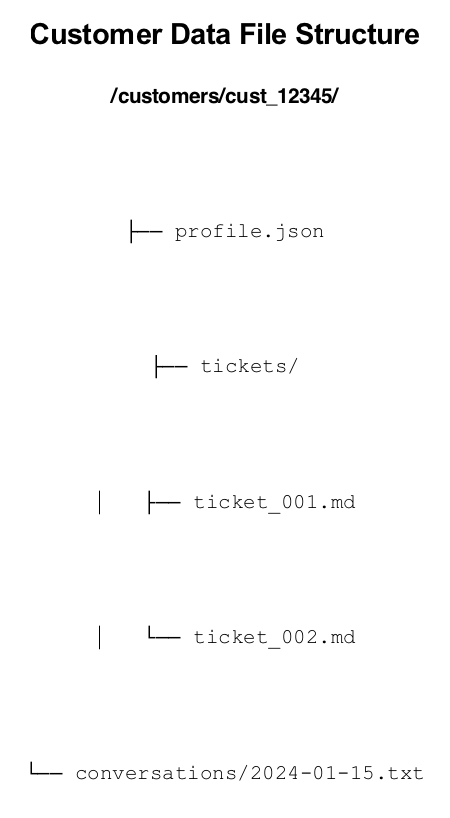 Customer Data File Structure
/customers/cust_12345/
├── profile.json
├── tickets/
│   ├── ticket_001.md
│   └── ticket_002.md
└── conversations/2024-01-15.txt